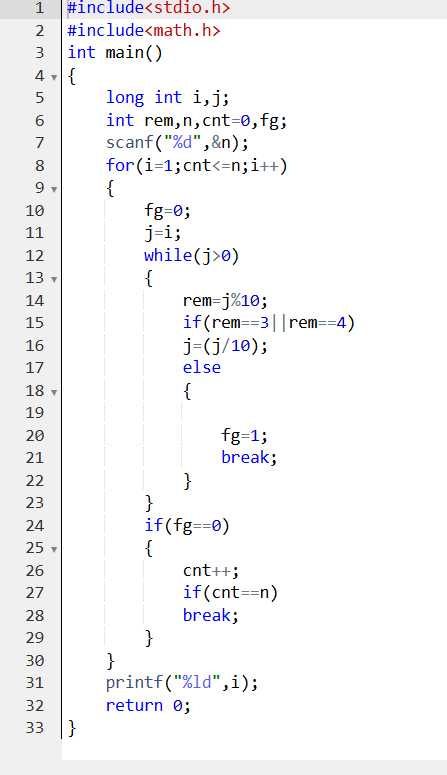 1 #include<stdio.h>
2 #include<math.h>
3 int main()
4 {
5 long int i,j;
6 int rem,n,cnt=0,fg;
7 scanf("%d",&n);
8 for(i=1;cnt<=n;i++)
9 {
10 fg=0;
11 j=i;
12 while(j>0)
13 {
14 rem=j%10;
15 if(rem==3||rem==4)
16 j=(j/10);
17 else
18 {
19
20 fg=1;
21 break;
22 }
23 }
24 if(fg==0)
25 {
26 cnt++;
27 if(cnt==n)
28 break;
29 }
30 }
31 printf("%ld",i);
32 return 0;
33 }